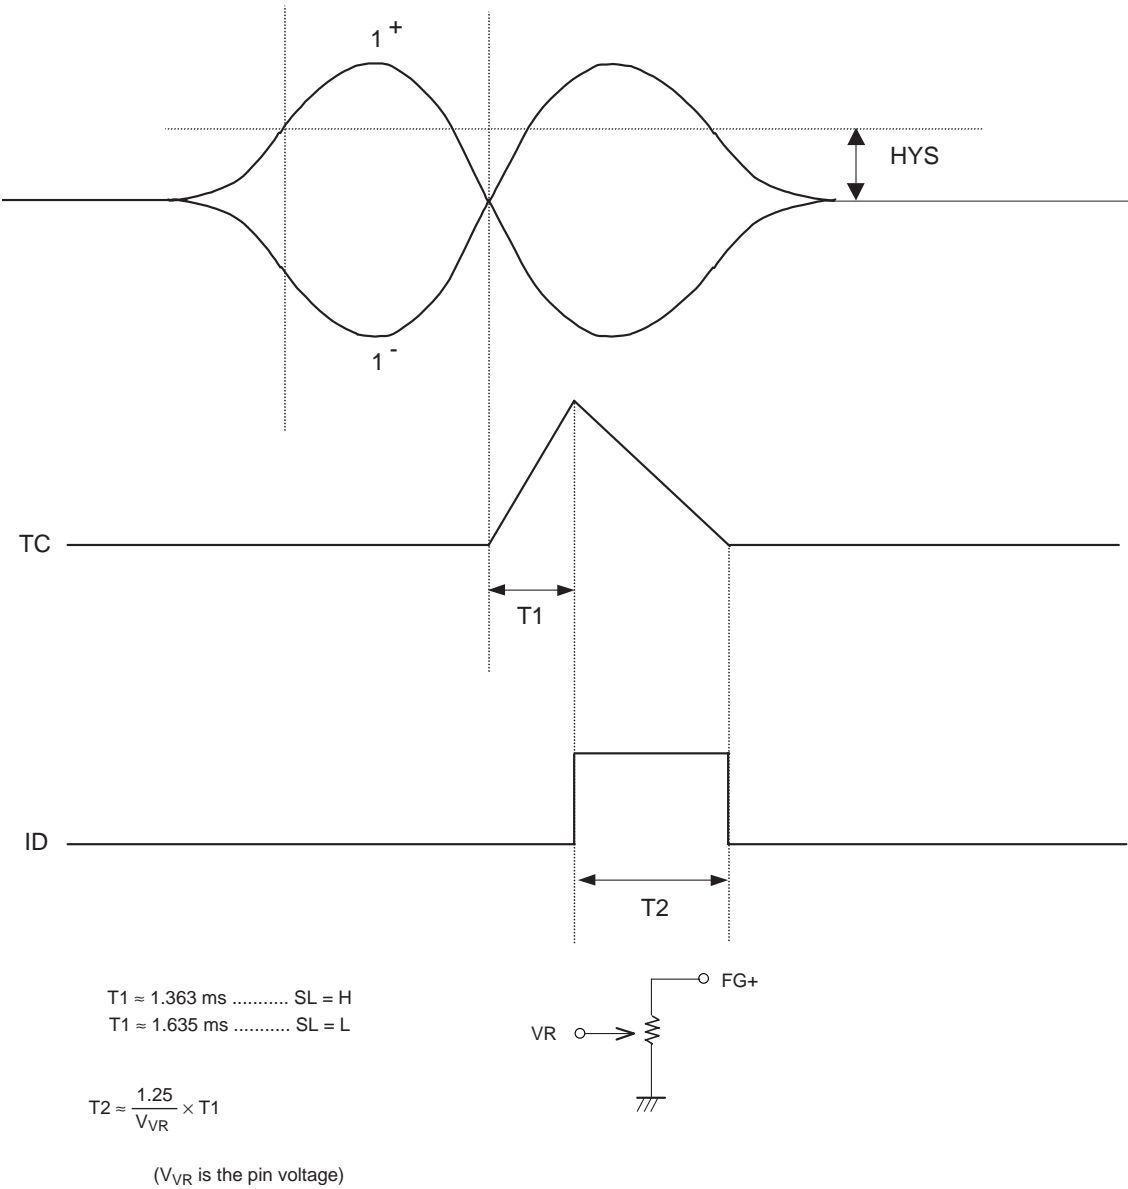 1+
HYS
1-
TC
T1
ID
T2
FG+
VR
T1 ≈ 1.363 ms ........... SL = H
T1 ≈ 1.635 ms ........... SL = L
T2 ≈ 1.25 / VVR × T1
(VVR is the pin voltage)